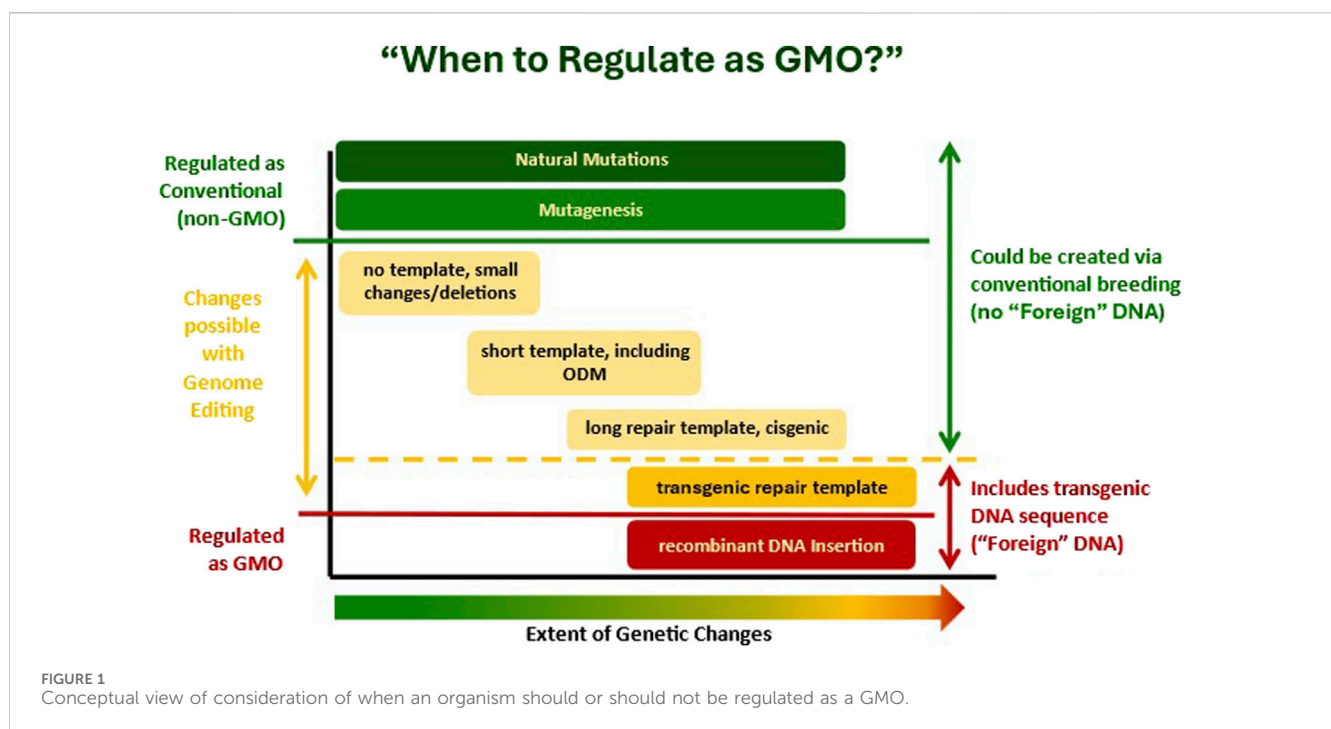 “When to Regulate as GMO?”
Regulated as
Conventional
(non-GMO)
Natural Mutations
Mutagenesis
Changes
possible
with
Genome
Editing
no template, small
changes/deletions
short template, including
ODM
long repair template, cisgenic
transgenic repair template
Could be created via
conventional breeding
(no “Foreign” DNA)
Regulated
as GMO
recombinant DNA Insertion
Includes transgenic
DNA sequence
(“Foreign” DNA)
Extent of Genetic Changes
FIGURE 1
Conceptual view of consideration of when an organism should or should not be regulated as a GMO.